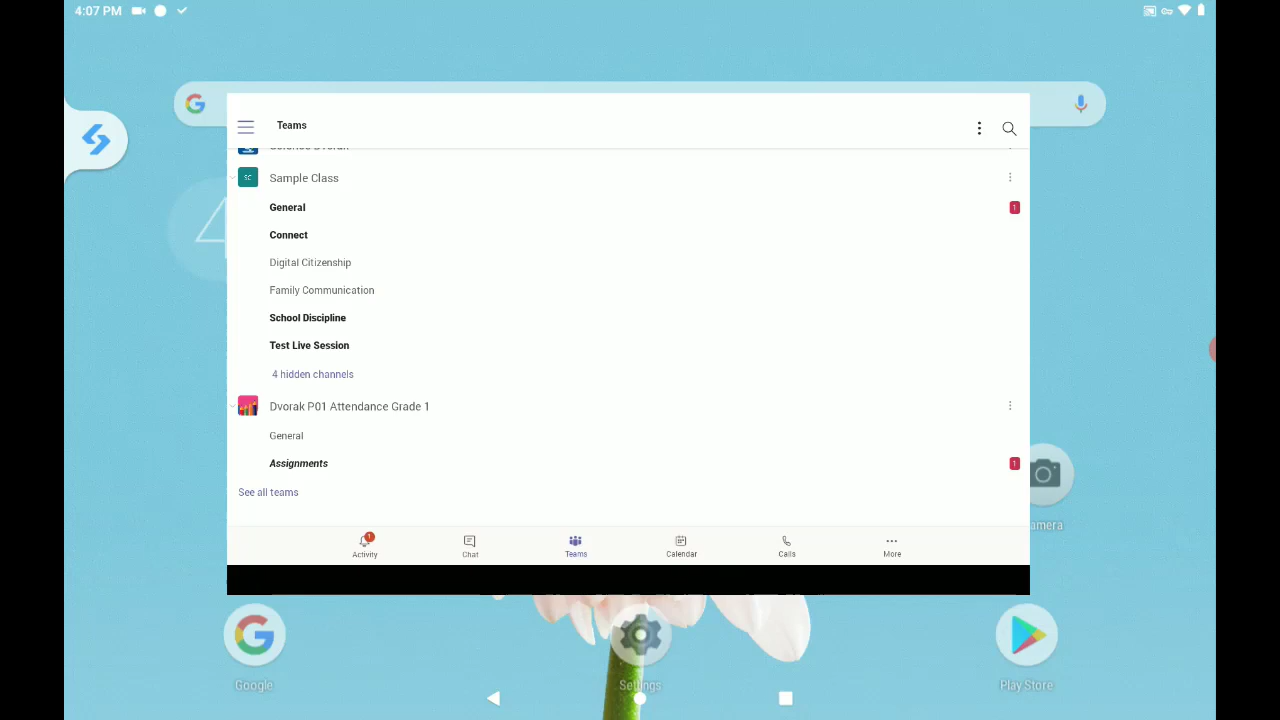 4:07 PM
Teams
SC
Sample Class
General
1
Connect
Digital Citizenship
Family Communication
School Discipline
Test Live Session
4 hidden channels
Dvorak P01 Attendance Grade 1
General
Assignments
1
See all teams
1
Activity
Chat
Teams
Calendar
Calls
More
amera
Google
Settings
Play Store